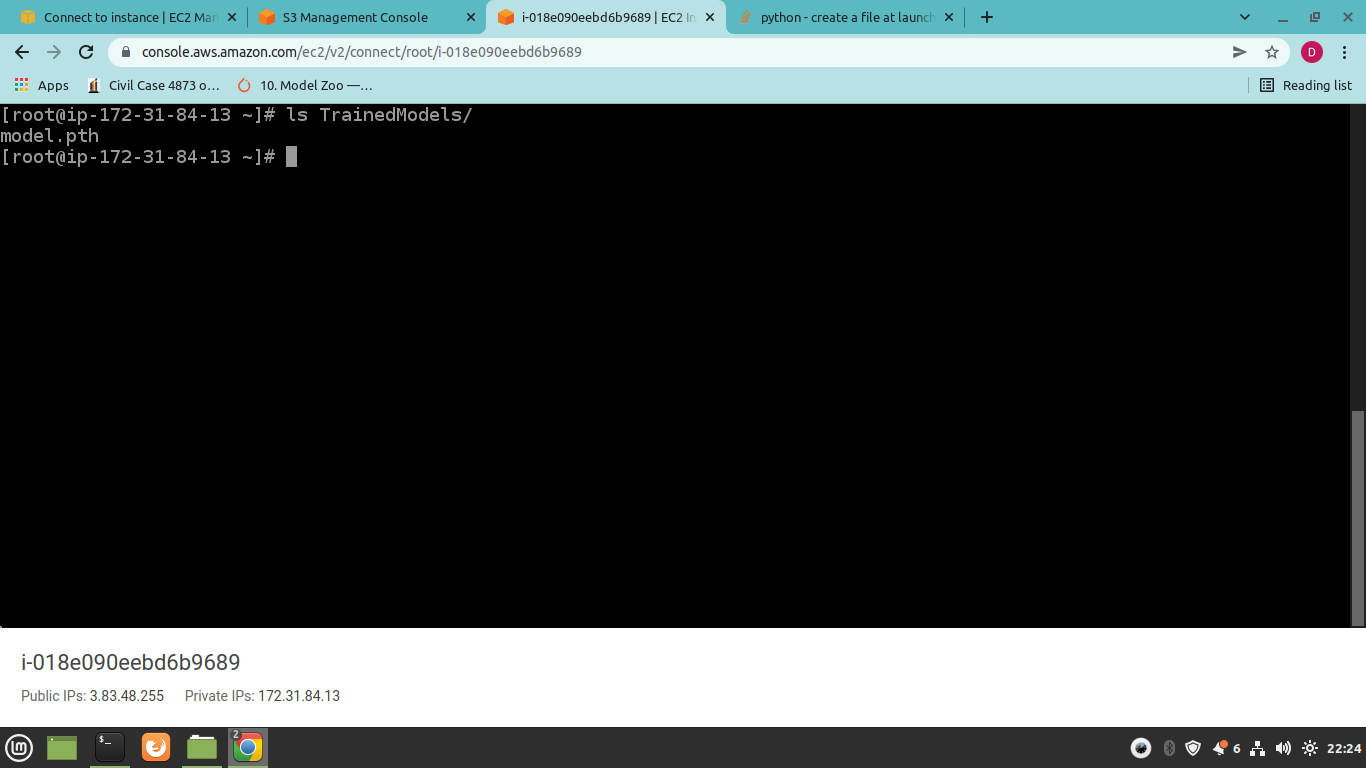 Connect to instance | EC2 Man
S3 Management Console
i-018e090eebd6b9689 | EC2 In
python - create a file at launch
console.aws.amazon.com/ec2/v2/connect/root/i-018e090eebd6b9689
D
Apps
Civil Case 4873 o…
10. Model Zoo —…
Reading list
[root@ip-172-31-84-13 ~]# ls TrainedModels/
model.pth
[root@ip-172-31-84-13 ~]#
i-018e090eebd6b9689
Public IPs: 3.83.48.255 Private IPs: 172.31.84.13
$_
2
6
22:24